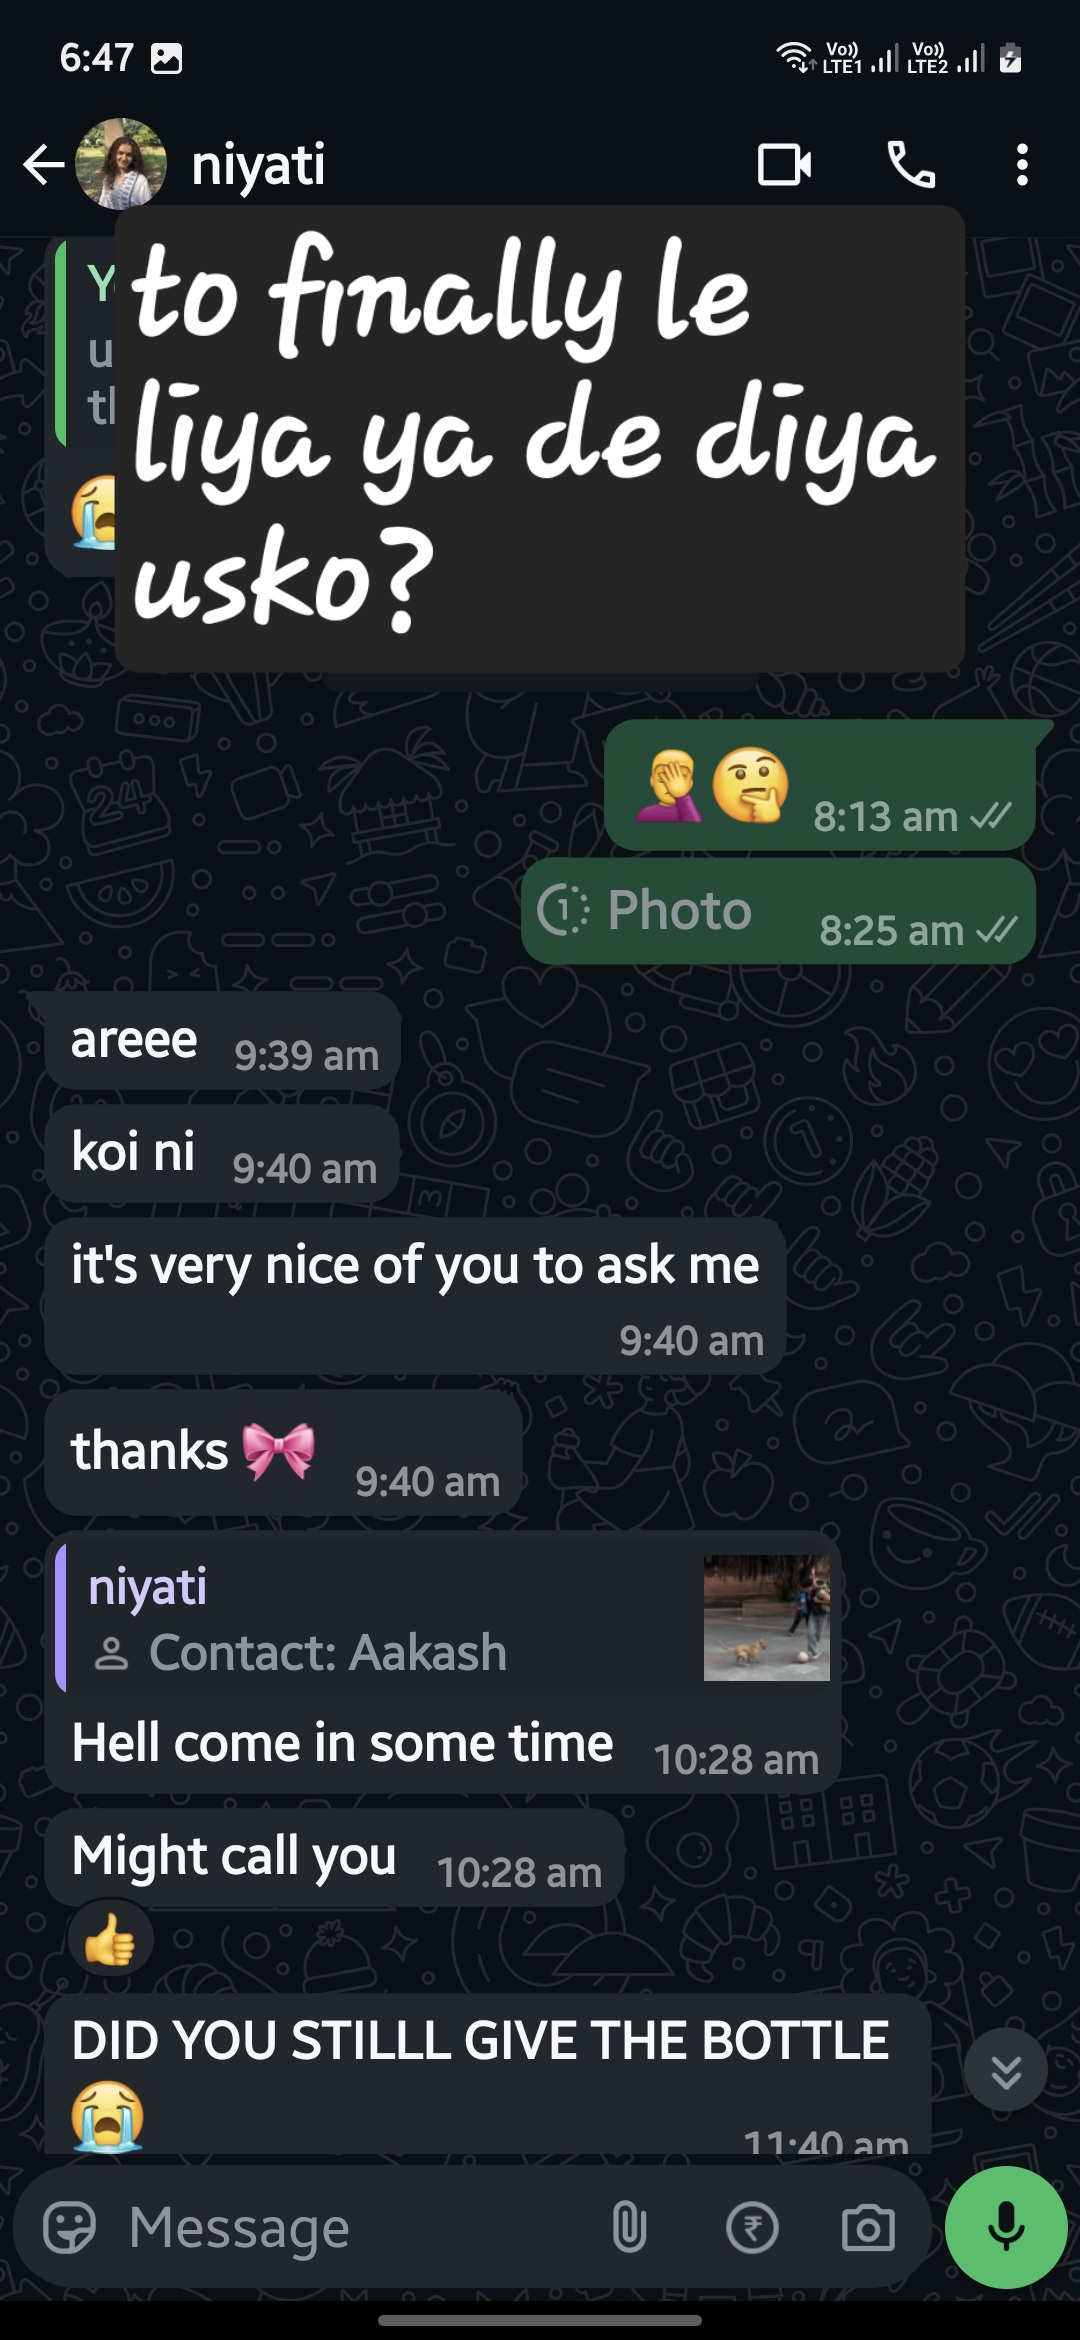 6:47
Vo)) LTE1 Vo)) LTE2
niyati
to finally le
liya ya de diya
usko?
8:13 am
1 Photo 8:25 am
areee 9:39 am
koi ni 9:40 am
it's very nice of you to ask me
9:40 am
thanks 9:40 am
niyati
Contact: Aakash
Hell come in some time 10:28 am
Might call you 10:28 am
DID YOU STILLL GIVE THE BOTTLE
11:40 am
Message